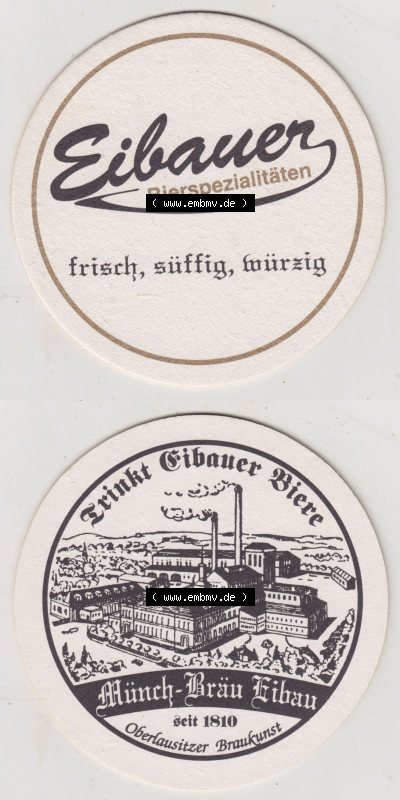 Eibauer
Bierspezialitäten
( www.embmv.de )
frisch, süffig, würzig
Trinkt Eibauer Biere
( www.embmv.de )
Münch-Bräu Eibau
seit 1810
Oberlausitzer Braukunst